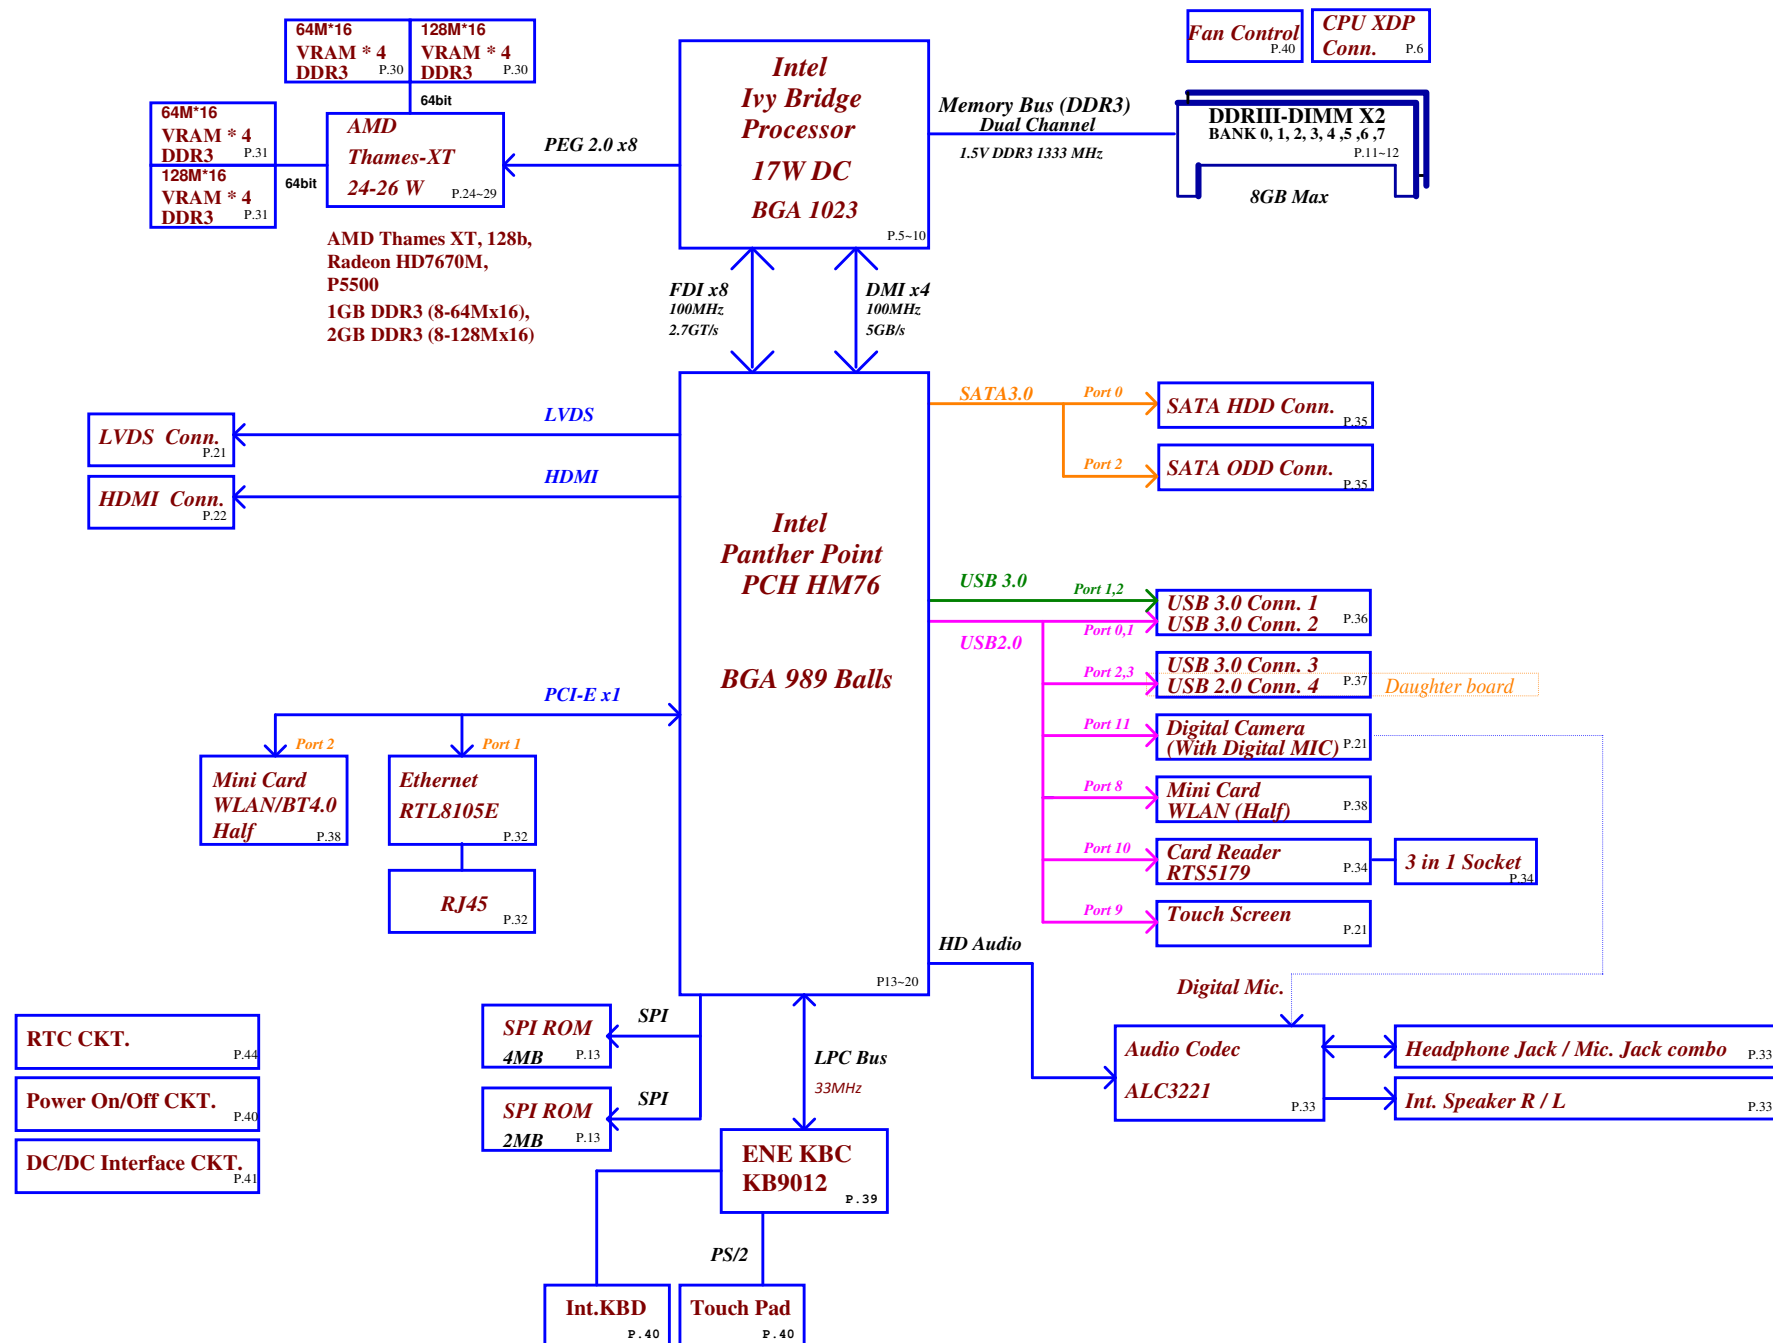 64M*16
VRAM * 4
DDR3 P.30
128M*16
VRAM * 4
DDR3 P.30
64bit
64M*16
VRAM * 4
DDR3 P.31
128M*16
VRAM * 4
DDR3 P.31
64bit
AMD
Thames-XT
24-26 W P.24~29
AMD Thames XT, 128b,
Radeon HD7670M,
P5500
1GB DDR3 (8-64Mx16),
2GB DDR3 (8-128Mx16)
PEG 2.0 x8
Intel
Ivy Bridge
Processor
17W DC
BGA 1023
P.5~10
Memory Bus (DDR3)
Dual Channel
1.5V DDR3 1333 MHz
Fan Control
P.40
CPU XDP
Conn. P.6
DDRIII-DIMM X2
BANK 0, 1, 2, 3, 4 ,5 ,6 ,7
P.11~12
8GB Max
FDI x8
100MHz
2.7GT/s
DMI x4
100MHz
5GB/s
LVDS
LVDS Conn.
P.21
HDMI
HDMI Conn.
P.22
Intel
Panther Point
PCH HM76
BGA 989 Balls
P13~20
SATA3.0
Port 0
SATA HDD Conn.
P.35
Port 2
SATA ODD Conn.
P.35
USB 3.0
Port 1,2
USB 3.0 Conn. 1
USB 3.0 Conn. 2
P.36
USB2.0
Port 0,1
Port 2,3
USB 3.0 Conn. 3
USB 2.0 Conn. 4
P.37
Daughter board
Port 11
Digital Camera
(With Digital MIC)
P.21
Port 8
Mini Card
WLAN (Half)
P.38
Port 10
Card Reader
RTS5179
P.34
3 in 1 Socket
P.34
Port 9
Touch Screen
P.21
PCI-E x1
Port 2
Mini Card
WLAN/BT4.0
Half P.38
Port 1
Ethernet
RTL8105E
P.32
RJ45
P.32
HD Audio
Digital Mic.
Audio Codec
ALC3221
P.33
Headphone Jack / Mic. Jack combo P.33
Int. Speaker R / L P.33
SPI
SPI ROM
4MB P.13
SPI
SPI ROM
2MB P.13
LPC Bus
33MHz
ENE KBC
KB9012
P.39
PS/2
Int.KBD
P.40
Touch Pad
P.40
RTC CKT.
P.44
Power On/Off CKT.
P.40
DC/DC Interface CKT.
P.41